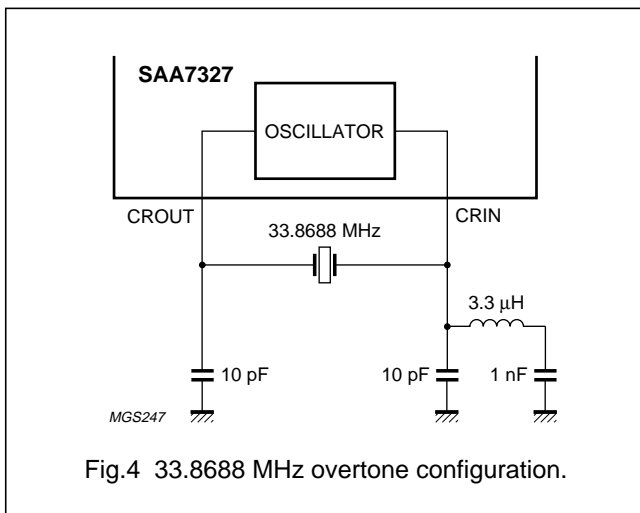 SAA7327
OSCILLATOR
CROUT
CRIN
33.8688 MHz
3.3 µH
10 pF
10 pF
1 nF
MGS247
Fig.4 33.8688 MHz overtone configuration.